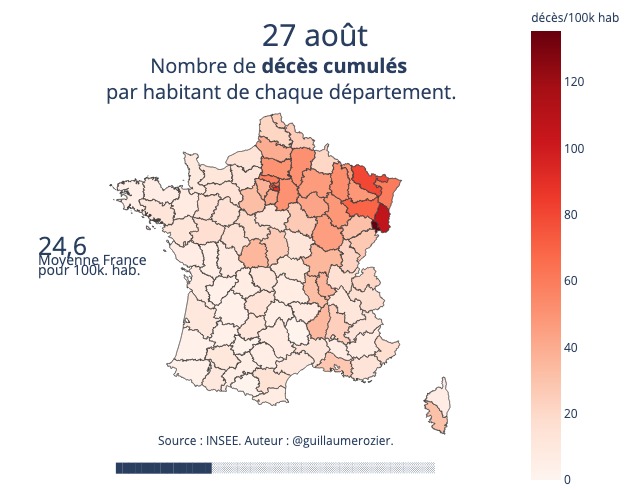 décès/100k hab
27 août
Nombre de décès cumulés
par habitant de chaque département.
120
100
80
60
40
20
0
24,6
Moyenne France
pour 100k. hab.
Source : INSEE. Auteur : @guillaumerozier.